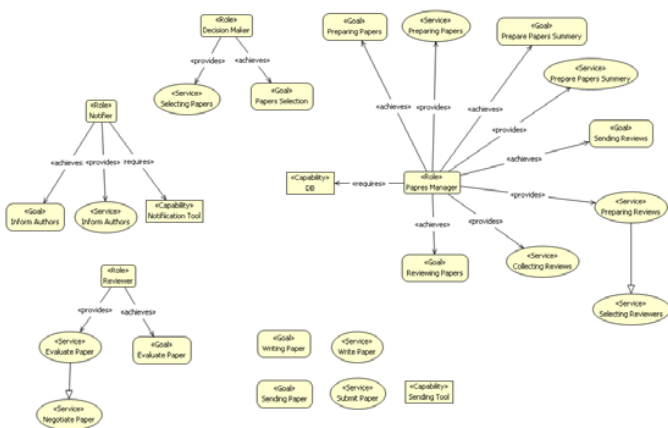 «Role»
Decision Maker
«provides»
«achieves»
«Service»
Selecting Papers
«Goal»
Papers Selection
«Goal»
Preparing Papers
«Service»
Preparing Papers
«Goal»
Prepare Papers Summery
«Service»
Prepare Papers Summery
«Goal»
Sending Reviews
«achieves»
«provides»
«achieves»
«provides»
«achieves»
«Role»
Notifier
«achieves
«provides»
«requires»
«Goal»
Inform Authors
«Service»
Inform Authors
«Capability»
Notifiication Tool
«Capability»
DB
«requires»
«Role»
Papres Manager
«provides»
«Service»
Preparing Reviews
«achieves»
«provides»
«Goal»
Reviewing Papers
«Service»
Collecting Reviews
«Service»
Selecting Reviewers
«Role»
Reviewer
«provides»
«achieves»
«Service»
Evaluate Paper
«Goal»
Evaluate Paper
«Service»
Negotiate Paper
«Goal»
Writing Paper
«Service»
Write Paper
«Goal»
Sending Paper
«Service»
Submit Paper
«Capability»
Sending Tool